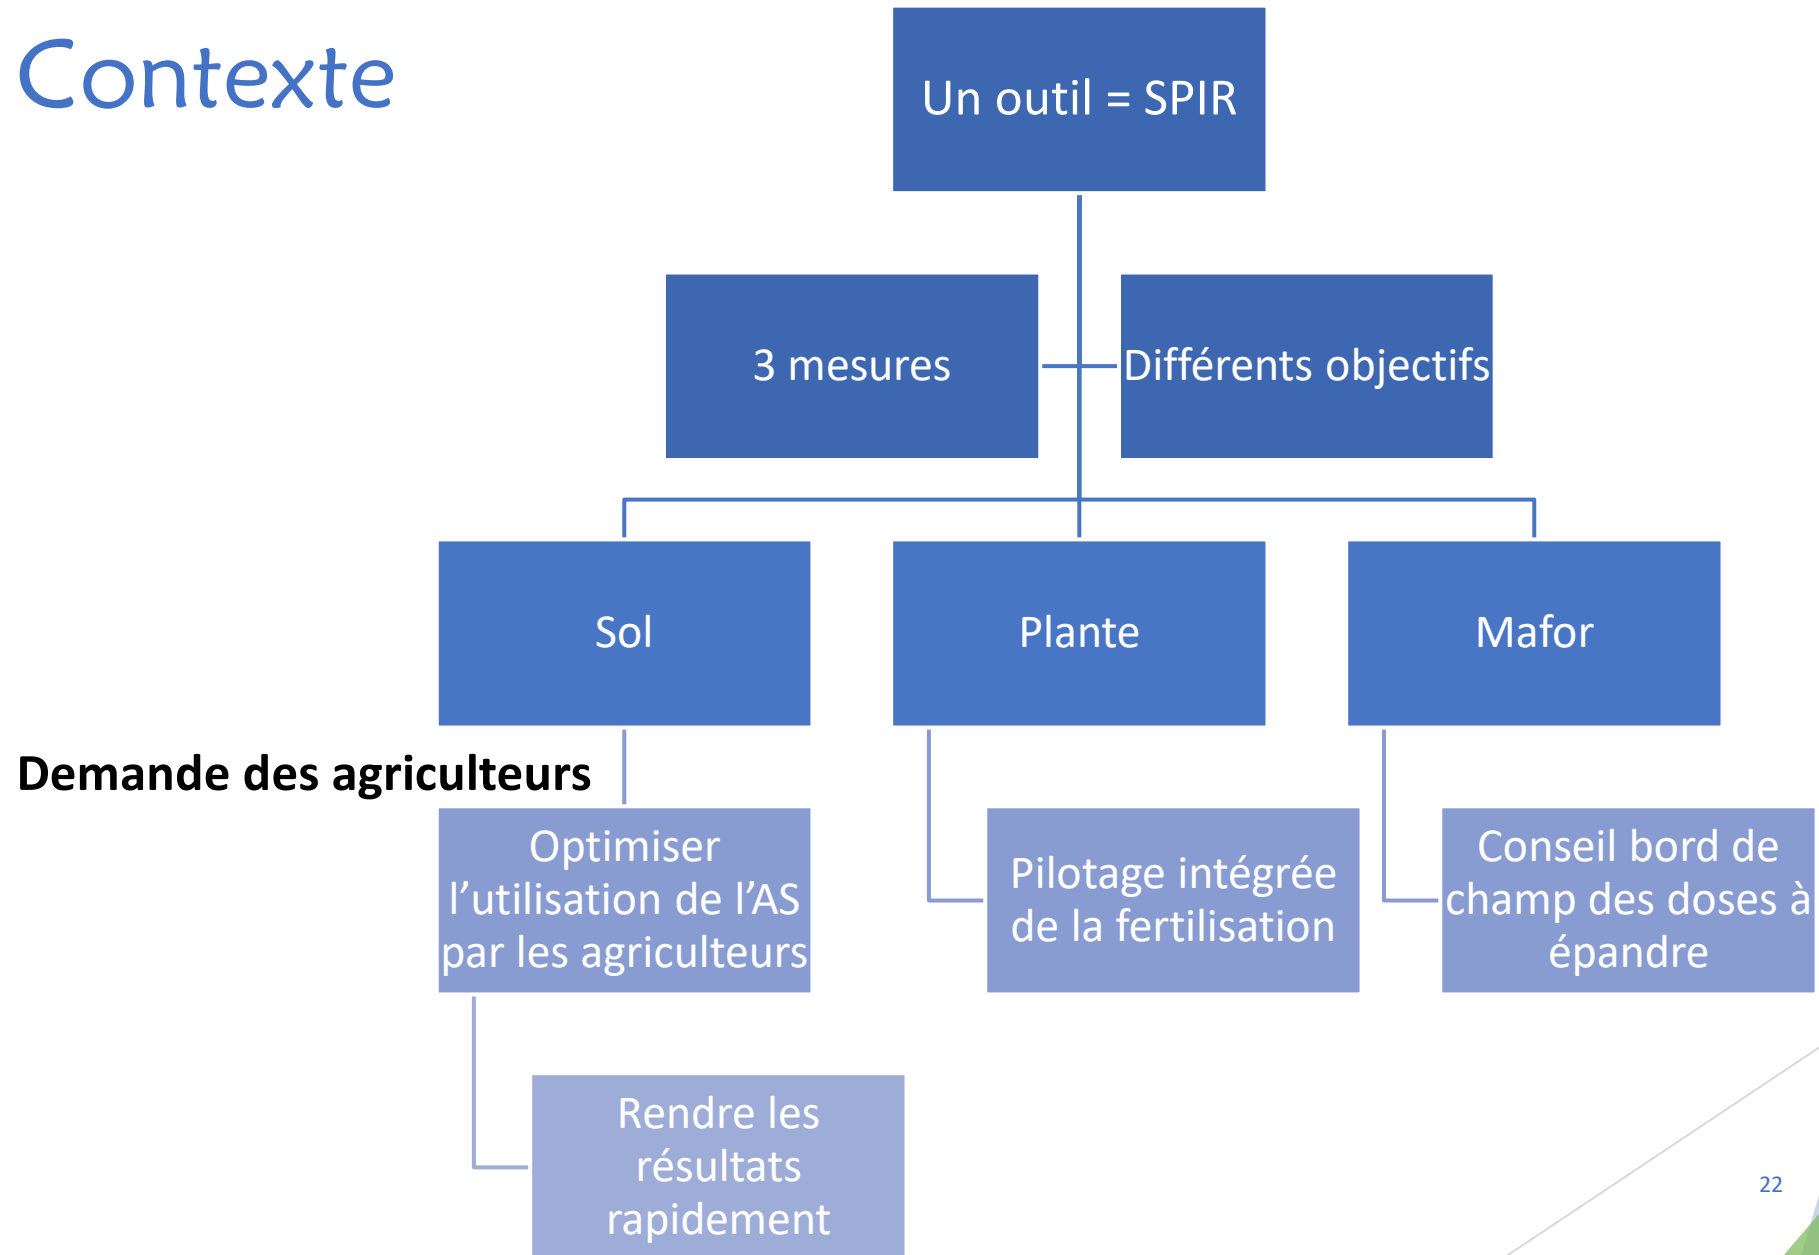 Contexte
Un outil = SPIR
3 mesures
Différents objectifs
Sol
Plante
Mafor
Demande des agriculteurs
Optimiser
l’utilisation de l’AS
par les agriculteurs
Pilotage intégrée
de la fertilisation
Conseil bord de
champ des doses à
épandre
Rendre les
résultats
rapidement
22